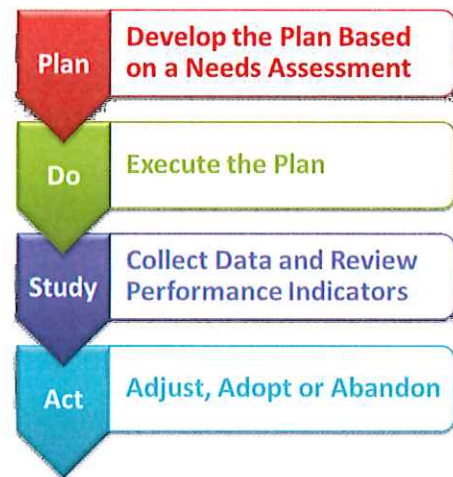 Plan
Develop the Plan Based
on a Needs Assessment
Do
Execute the Plan
Study
Collect Data and Review
Performance Indicators
Act
Adjust, Adopt or Abandon